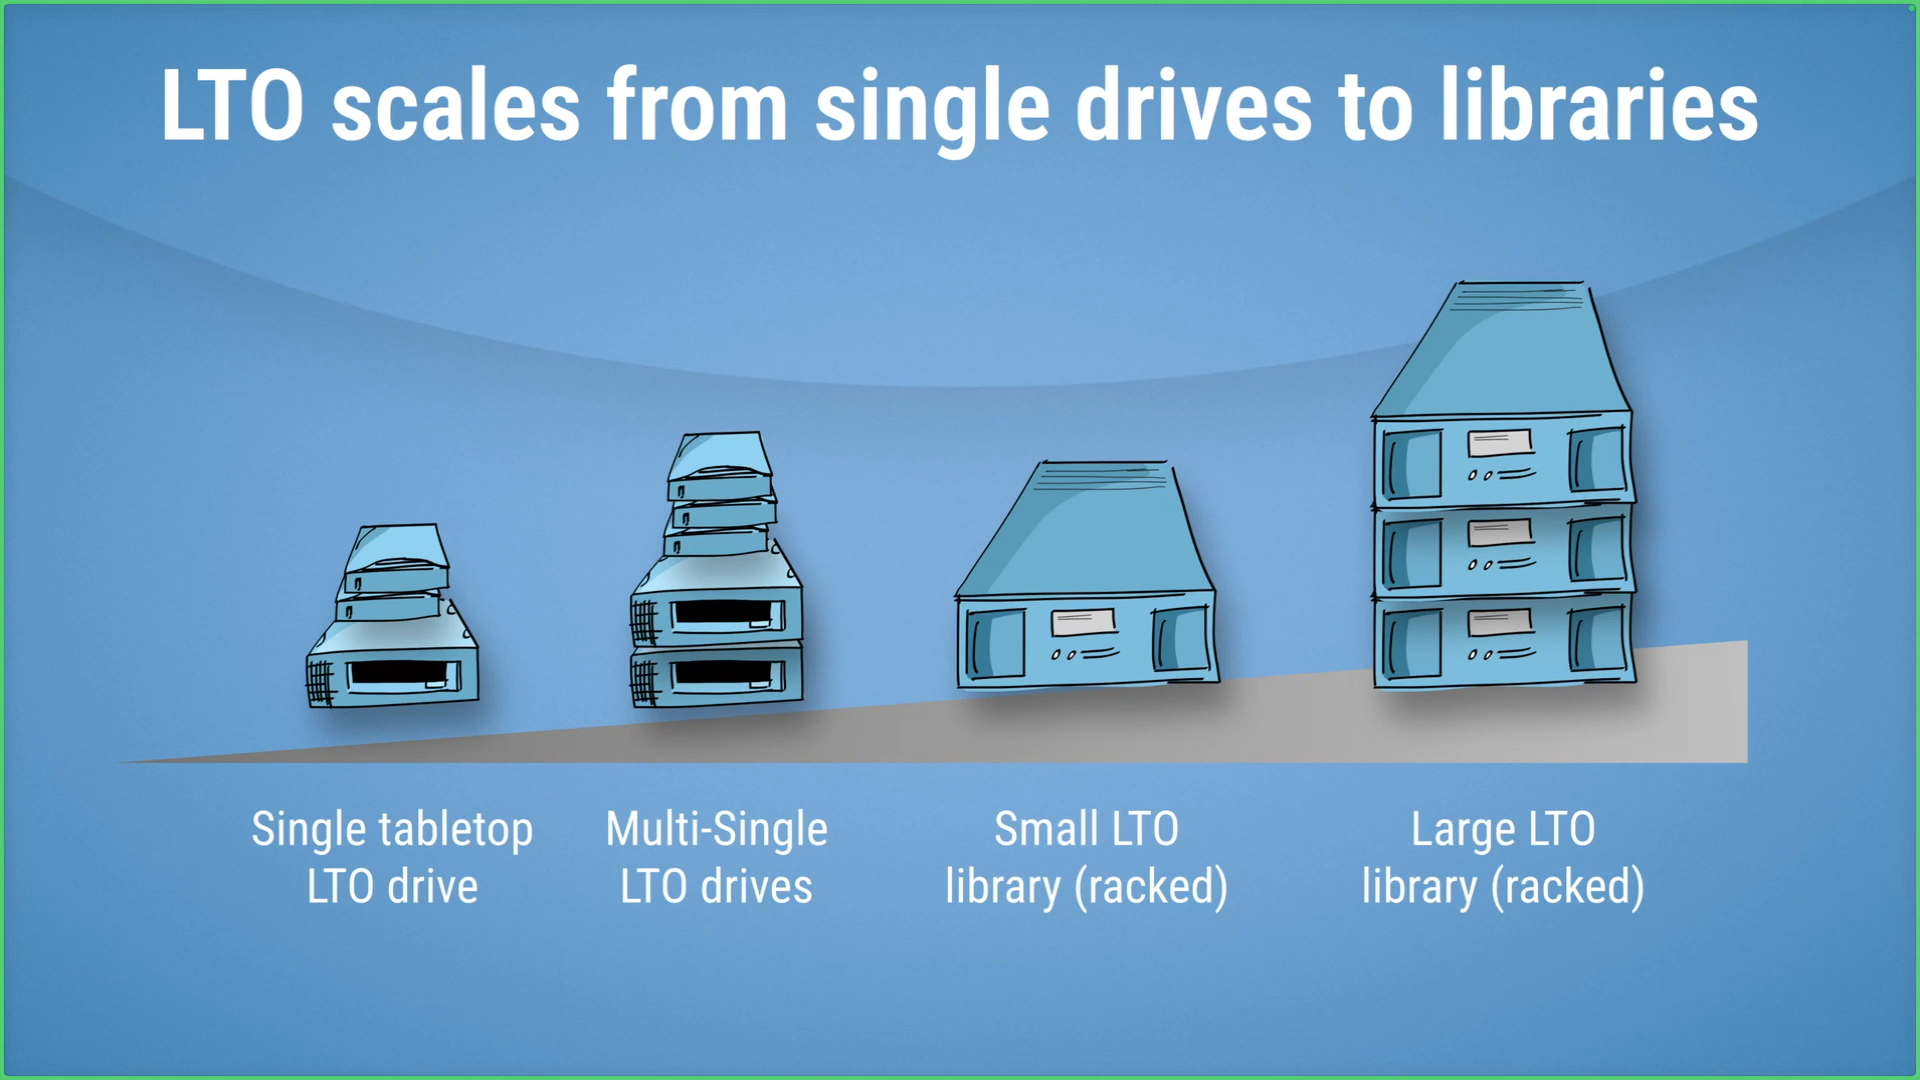 LTO scales from single drives to libraries
Single tabletop
LTO drive
Multi-Single
LTO drives
Small LTO
library (racked)
Large LTO
library (racked)